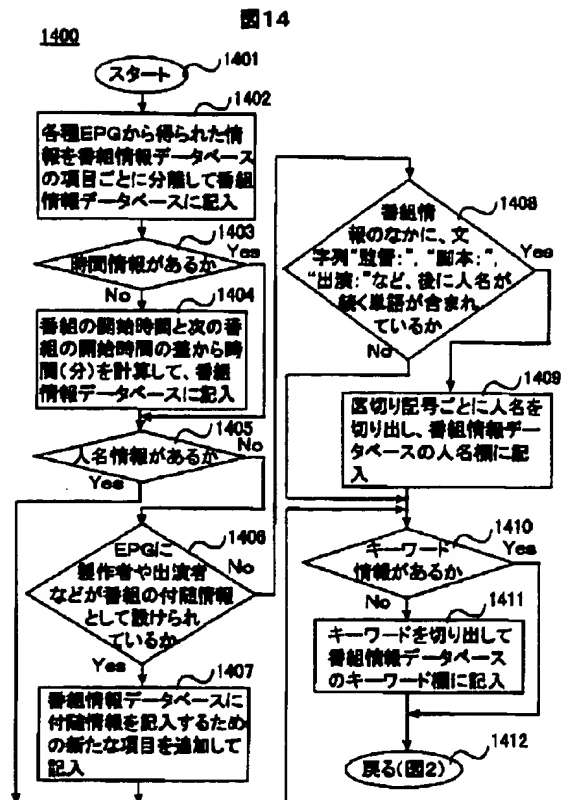 図14
1400
スタート
1401
1402
各種EPGから得られた情
報を番組情報データベース
の項目ごとに分離して番組
情報データベースに記入
1403
時間情報があるか
Yes
No
1404
番組の開始時間と次の番
組の開始時間の差から時
間(分)を計算して、番組
情報データベースに記入
1405
人名情報があるか
No
Yes
1406
EPGに
製作者や出演者
などが番組の付随情報
として設けられ
ているか
No
Yes
1407
番組情報データベースに
付随情報を記入するため
の新たな項目を追加して
記入
1408
番組情
報のなかに、文
字列“監督:”, “脚本:”,
“出演:”など、後に人名が
続く単語が含まれ
ているか
Yes
No
1409
区切り記号ごとに人名を
切り出し、番組情報デー
タベースの人名欄に記
入
1410
キーワード
情報があるか
Yes
No
1411
キーワードを切り出して
番組情報データベース
のキーワード欄に記入
1412
戻る(図2)